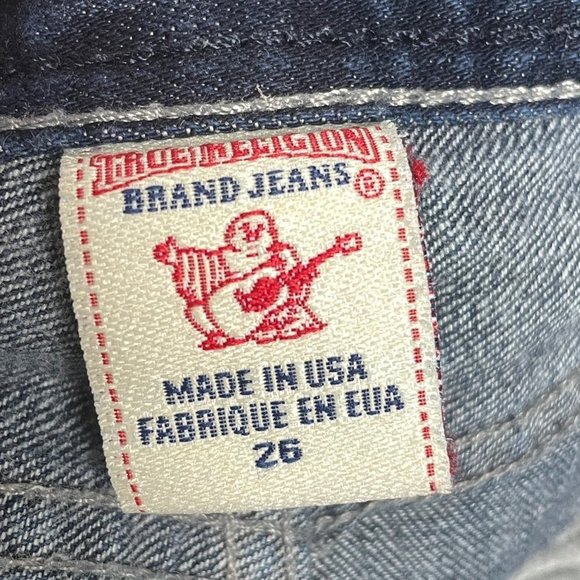 TRUE RELIGION
BRAND JEANS ®
MADE IN USA
FABRIQUE EN EUA
26